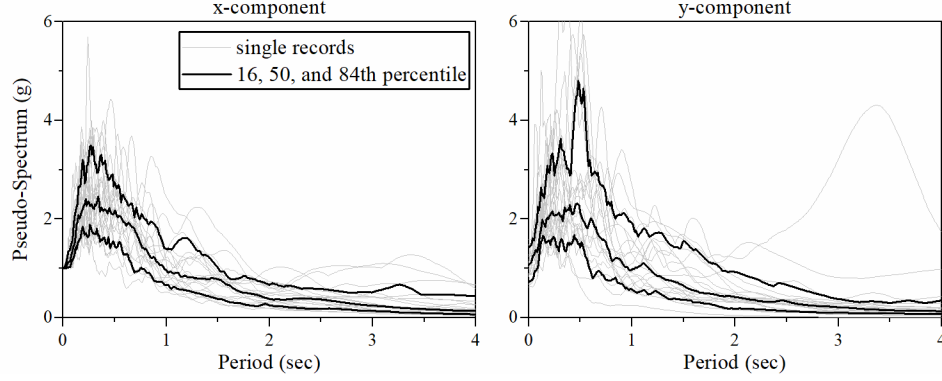 x-component
y-component
Pseudo-Spectrum (g)
6
4
2
0
single records
16, 50, and 84th percentile
0 1 2 3 4
Period (sec)
6
4
2
0
0 1 2 3 4
Period (sec)